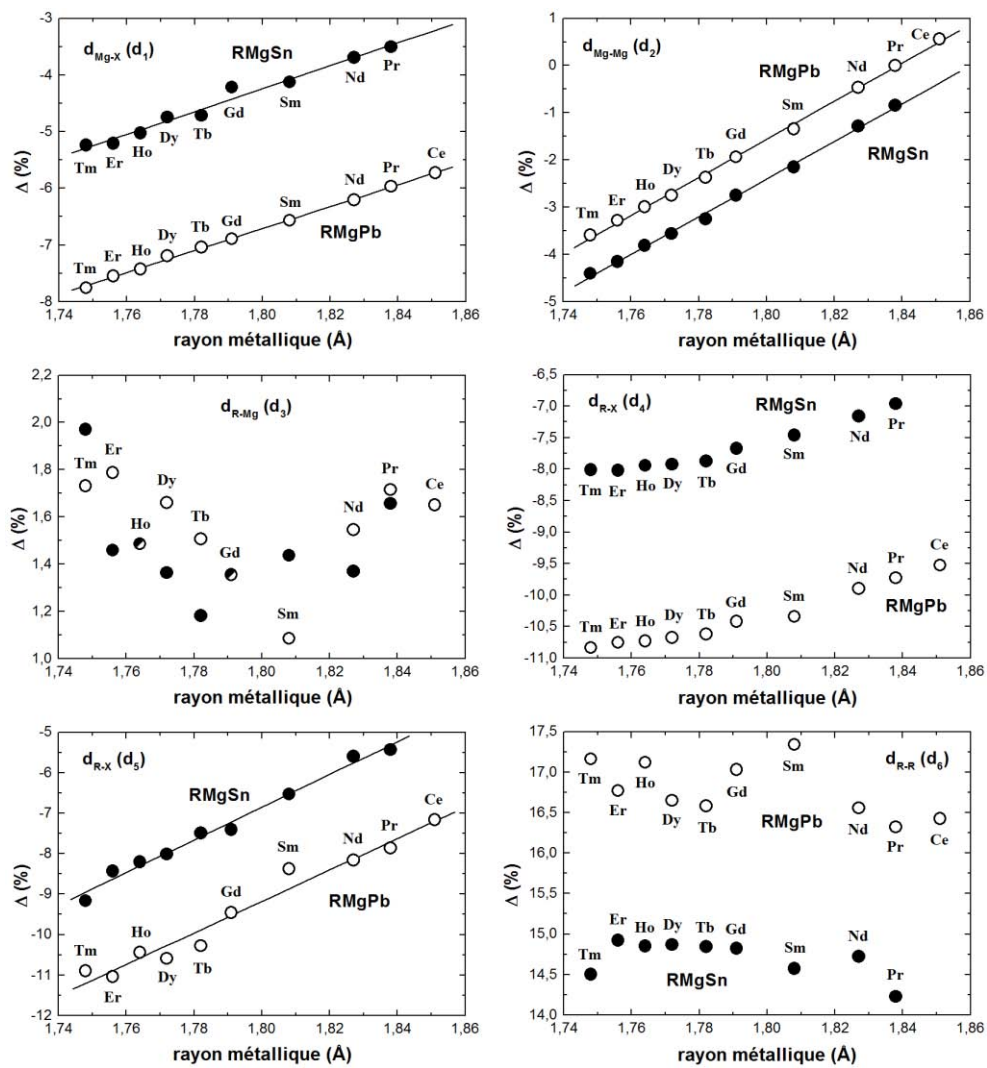 -3
-4
-5
-6
-7
-8
Δ (%)
d_Mg-X (d_1)
RMgSn
Tm Er Ho Dy Tb Gd Sm Nd Pr
Tm Er Ho Dy Tb Gd Sm Nd Pr Ce
RMgPb
1,74 1,76 1,78 1,80 1,82 1,84 1,86
rayon métallique (Å)
1
0
-1
-2
-3
-4
-5
Δ (%)
d_Mg-Mg (d_2)
RMgPb
Tm Er Ho Dy Tb Gd Sm Nd Pr Ce
RMgSn
1,74 1,76 1,78 1,80 1,82 1,84 1,86
rayon métallique (Å)
2,2
2,0
1,8
1,6
1,4
1,2
1,0
Δ (%)
d_R-Mg (d_3)
Tm Er Ho Dy Tb Gd Sm Nd Pr Ce
1,74 1,76 1,78 1,80 1,82 1,84 1,86
rayon métallique (Å)
-6,5
-7,0
-7,5
-8,0
-8,5
-9,0
-9,5
-10,0
-10,5
-11,0
Δ (%)
d_R-X (d_4)
RMgSn
Tm Er Ho Dy Tb Gd Sm Nd Pr
Tm Er Ho Dy Tb Gd Sm Nd Pr Ce
RMgPb
1,74 1,76 1,78 1,80 1,82 1,84 1,86
rayon métallique (Å)
-5
-6
-7
-8
-9
-10
-11
-12
Δ (%)
d_R-X (d_5)
RMgSn
Tm Er Ho Dy Tb Gd Sm Nd Pr Ce
RMgPb
1,74 1,76 1,78 1,80 1,82 1,84 1,86
rayon métallique (Å)
17,5
17,0
16,5
16,0
15,5
15,0
14,5
14,0
Δ (%)
d_R-R (d_6)
Tm Er Ho Dy Tb Gd Sm Nd Pr Ce
RMgPb
Tm Er Ho Dy Tb Gd Sm Nd Pr
RMgSn
1,74 1,76 1,78 1,80 1,82 1,84 1,86
rayon métallique (Å)